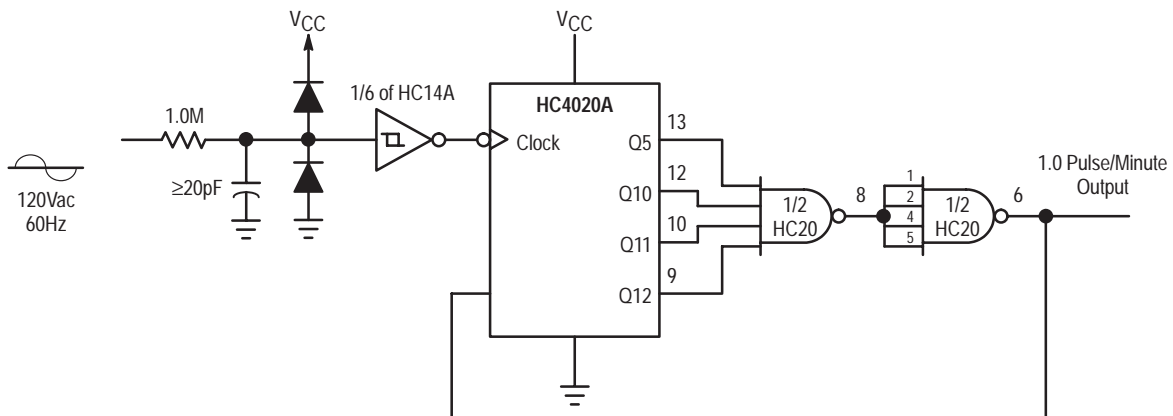 VCC
VCC
1/6 of HC14A
1.0M
≥20pF
120Vac
60Hz
HC4020A
Clock
Q5
Q10
Q11
Q12
13
12
10
9
1/2
HC20
8
1
2
4
5
1/2
HC20
6
1.0 Pulse/Minute
Output